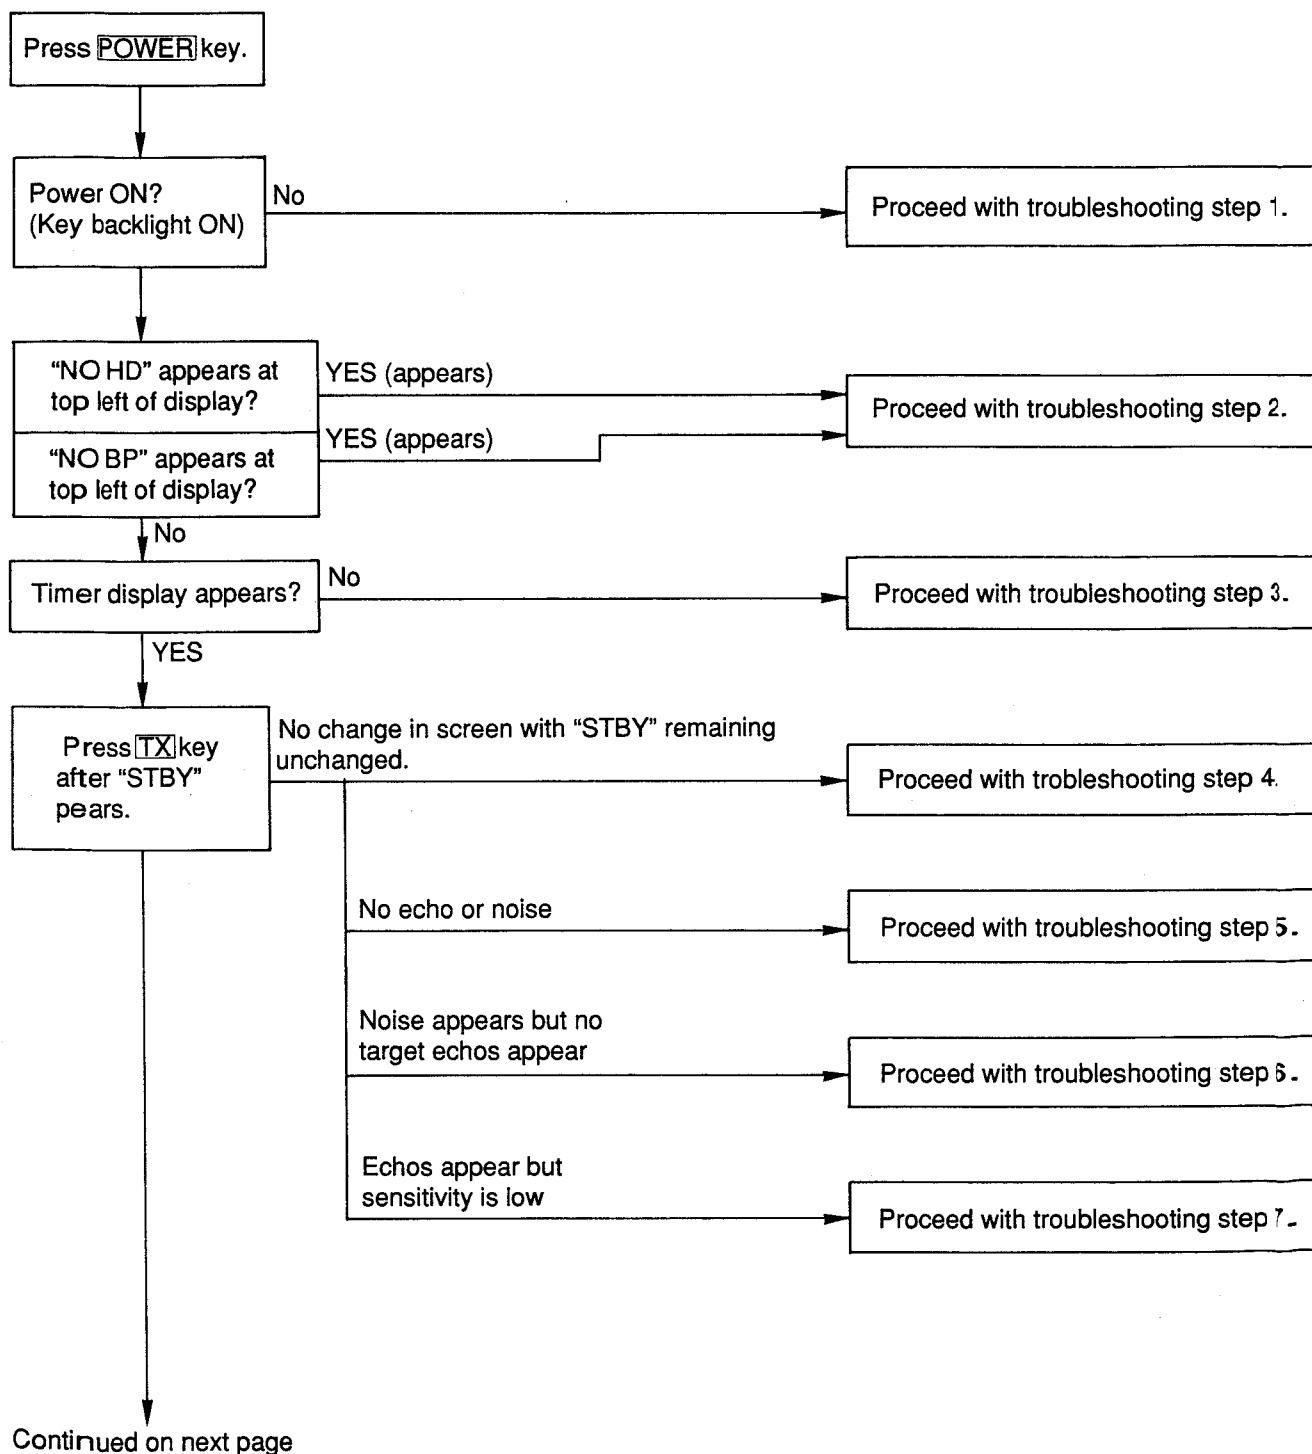 Press POWER key.
Power ON?
(Key backlight ON)
No
Proceed with troubleshooting step 1.
"NO HD" appears at
top left of display?
YES (appears)
Proceed with troubleshooting step 2.
"NO BP" appears at
top left of display?
YES (appears)
No
Timer display appears?
No
Proceed with troubleshooting step 3.
YES
Press TX key
after "STBY"
pears.
No change in screen with "STBY" remaining
unchanged.
Proceed with trobleshooting step 4.
No echo or noise
Proceed with troubleshooting step 5.
Noise appears but no
target echos appear
Proceed with troubleshooting step 6.
Echos appear but
sensitivity is low
Proceed with troubleshooting step 7.
Continued on next page